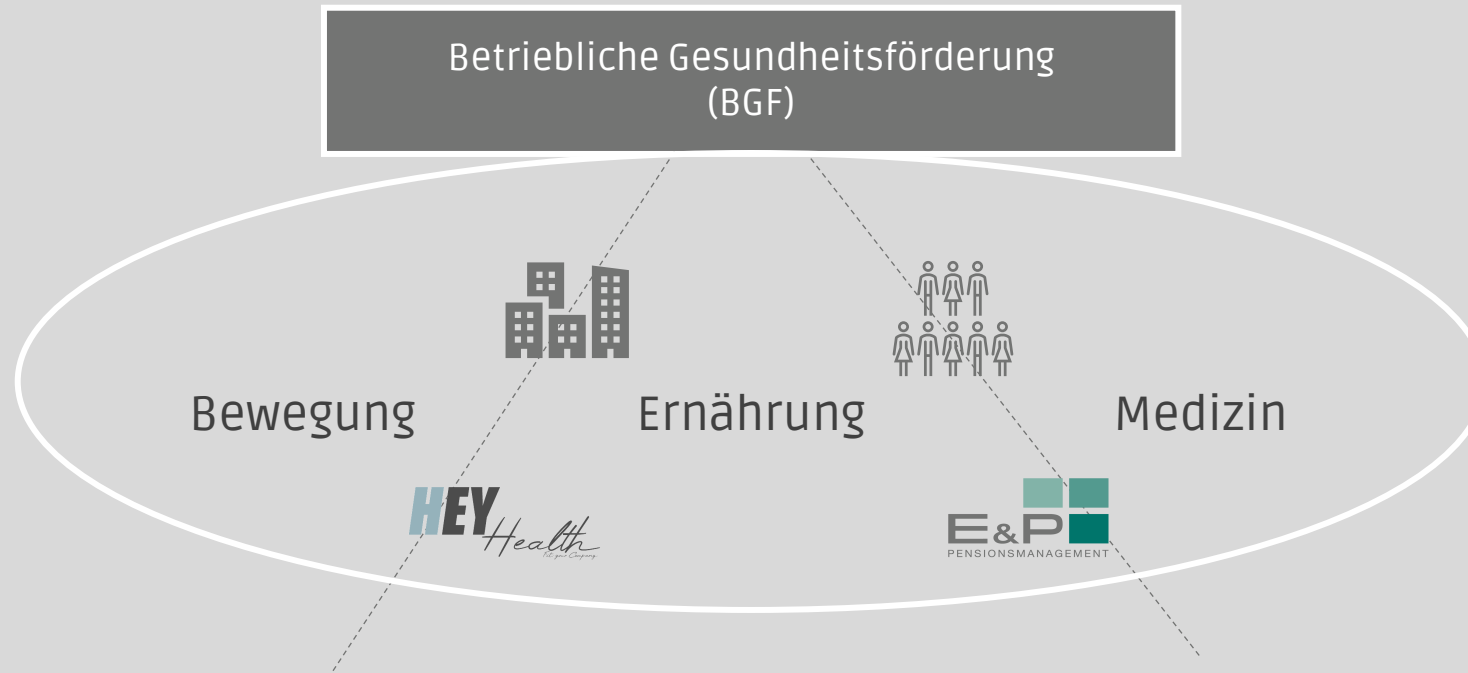 Betriebliche Gesundheitsförderung
(BGF)
Bewegung
Ernährung
Medizin
HEY
Health
E&P
PENSIONSMANAGEMENT